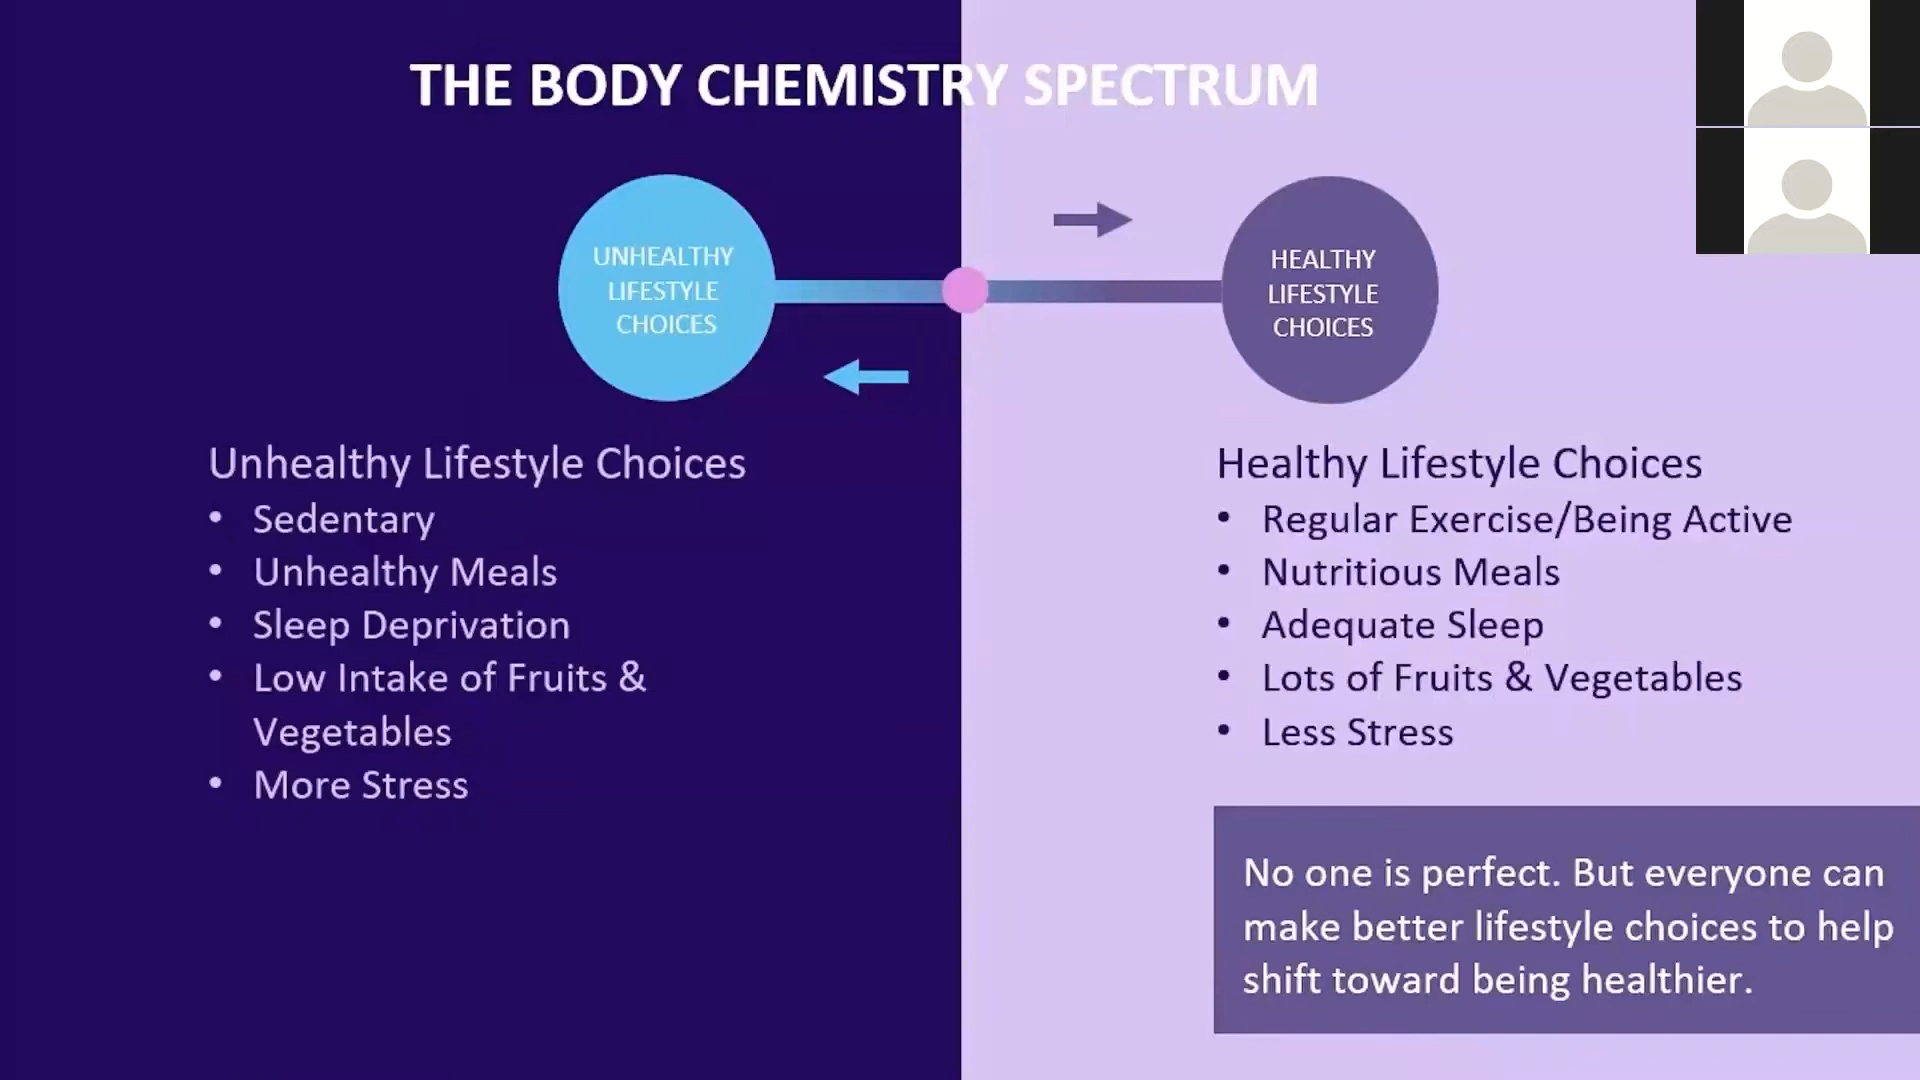 THE BODY CHEMISTRY SPECTRUM
UNHEALTHY
LIFESTYLE
CHOICES
HEALTHY
LIFESTYLE
CHOICES
Unhealthy Lifestyle Choices
• Sedentary
• Unhealthy Meals
• Sleep Deprivation
• Low Intake of Fruits &
Vegetables
• More Stress
Healthy Lifestyle Choices
• Regular Exercise/Being Active
• Nutritious Meals
• Adequate Sleep
• Lots of Fruits & Vegetables
• Less Stress
No one is perfect. But everyone can
make better lifestyle choices to help
shift toward being healthier.